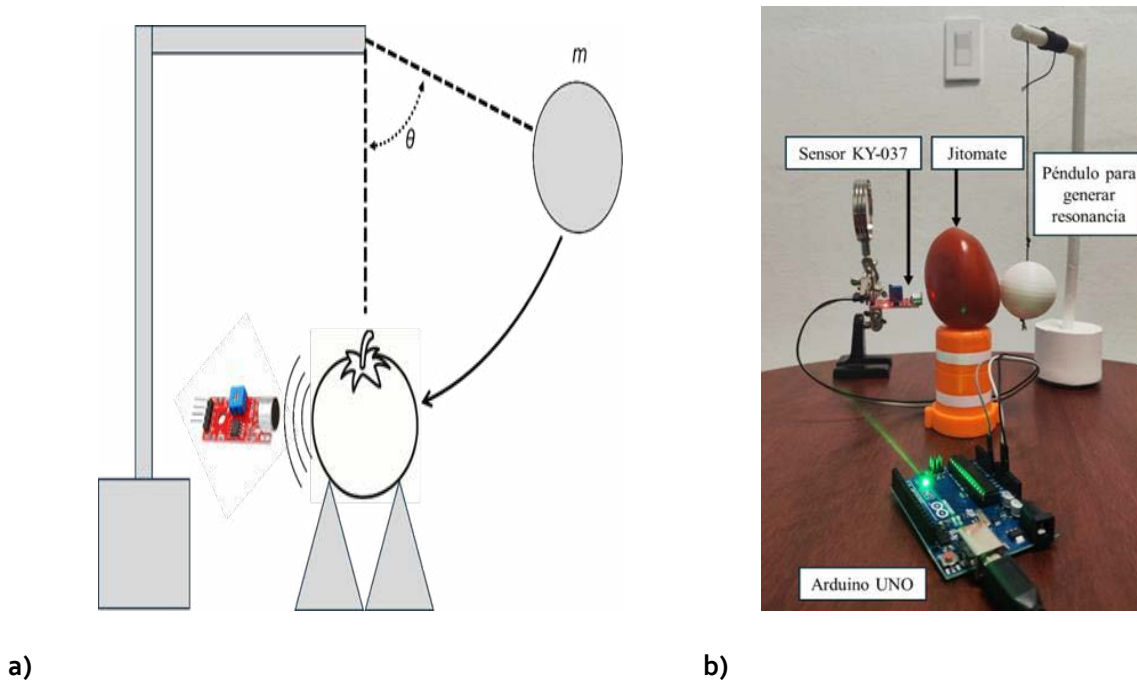 m
θ
a)
Sensor KY-037
Jitomate
Péndulo para
generar
resonancia
Arduino UNO
b)